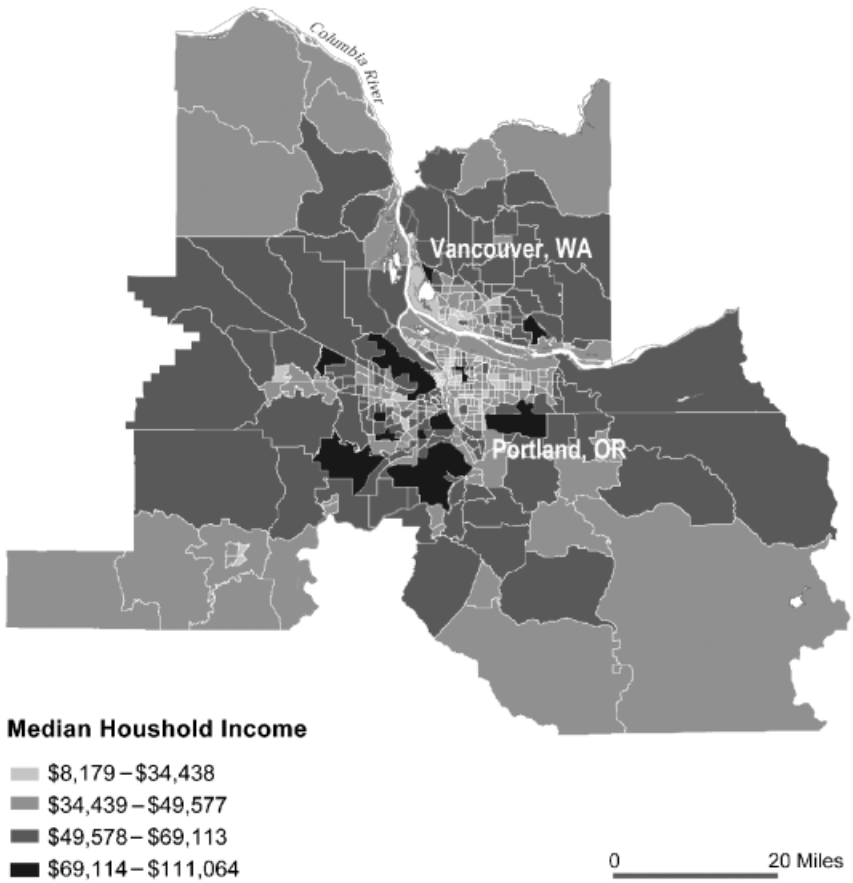 Columbia River
Vancouver, WA
Portland, OR
Median Houshold Income
$8,179–$34,438
$34,439–$49,577
$49,578–$69,113
$69,114–$111,064
0 20 Miles